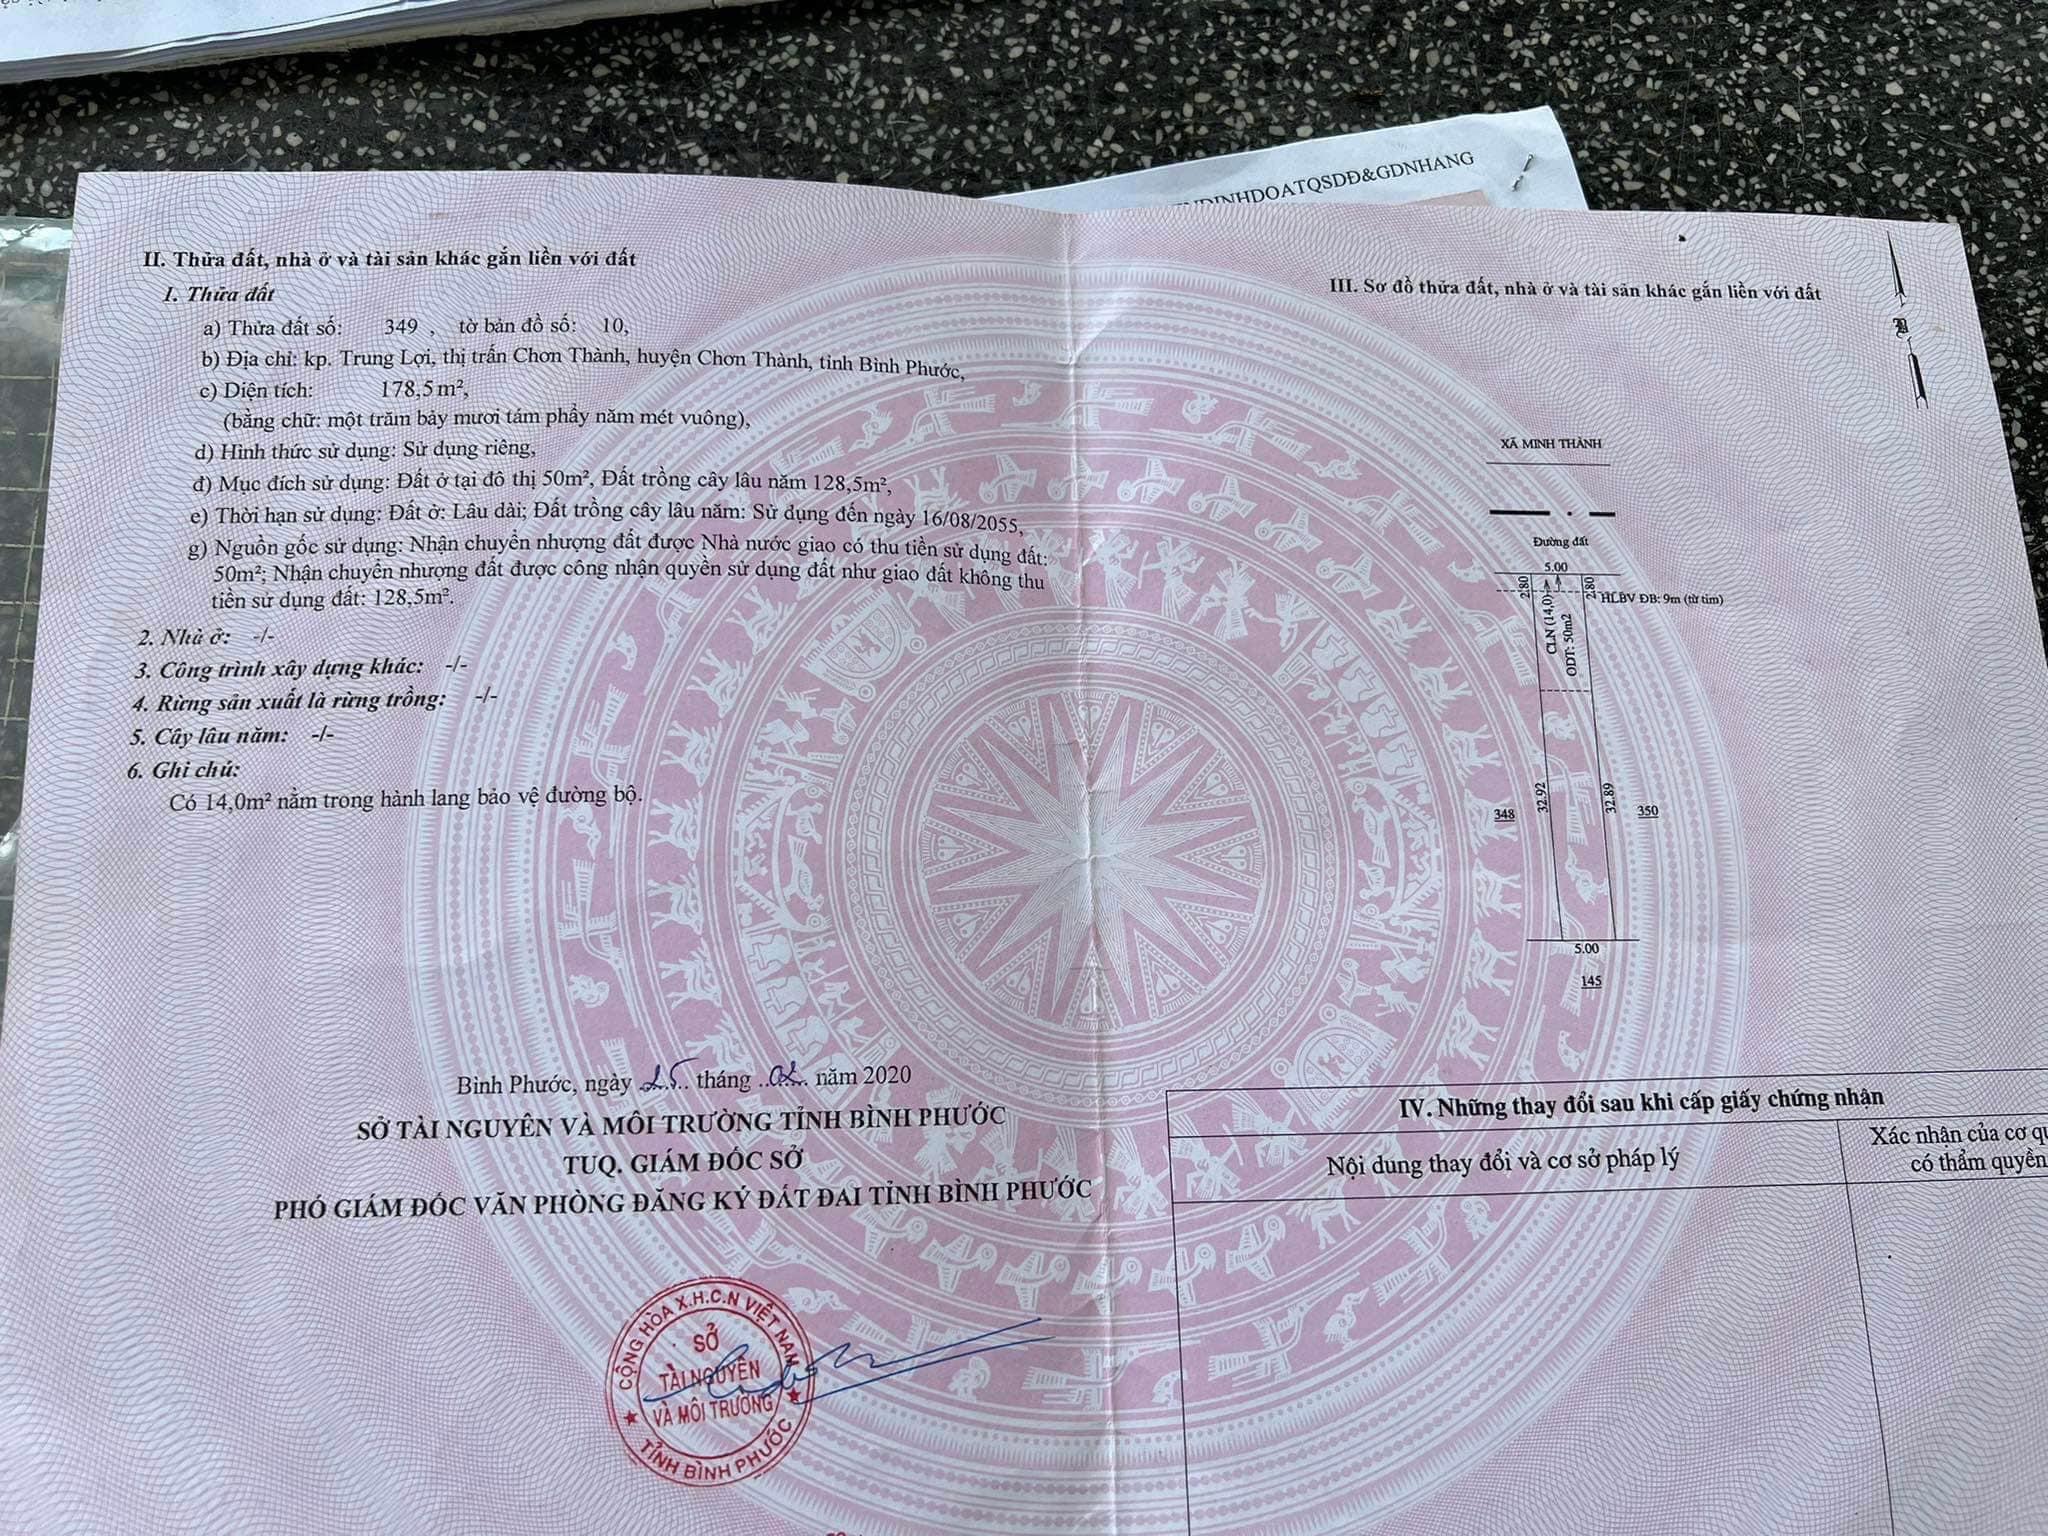 NDINHDOATQSDĐ&GDNHANG
II. Thửa đất, nhà ở và tài sản khác gắn liền với đất
1. Thửa đất
a) Thửa đất số: 349 , tờ bản đồ số: 10,
b) Địa chỉ: kp. Trung Lợi, thị trấn Chơn Thành, huyện Chơn Thành, tỉnh Bình Phước,
c) Diện tích: 178,5 m²,
(bằng chữ: một trăm bảy mươi tám phẩy năm mét vuông),
d) Hình thức sử dụng: Sử dụng riêng,
đ) Mục đích sử dụng: Đất ở tại đô thị 50m², Đất trồng cây lâu năm 128,5m²,
e) Thời hạn sử dụng: Đất ở: Lâu dài; Đất trồng cây lâu năm: Sử dụng đến ngày 16/08/2055,
g) Nguồn gốc sử dụng: Nhận chuyển nhượng đất được Nhà nước giao có thu tiền sử dụng đất:
50m²; Nhận chuyển nhượng đất được công nhận quyền sử dụng đất như giao đất không thu
tiền sử dụng đất: 128,5m².
2. Nhà ở: -/-
3. Công trình xây dựng khác: -/-
4. Rừng sản xuất là rừng trồng: -/-
5. Cây lâu năm: -/-
6. Ghi chú:
Có 14,0m² nằm trong hành lang bảo vệ đường bộ.
Bình Phước, ngày 25 tháng 02 năm 2020
SỞ TÀI NGUYÊN VÀ MÔI TRƯỜNG TỈNH BÌNH PHƯỚC
TUQ. GIÁM ĐỐC SỞ
PHÓ GIÁM ĐỐC VĂN PHÒNG ĐĂNG KÝ ĐẤT ĐAI TỈNH BÌNH PHƯỚC
CỘNG HÒA X.H.C.N VIỆT NAM
SỞ
TÀI NGUYÊN
VÀ MÔI TRƯỜNG
★ TỈNH BÌNH PHƯỚC ★
III. Sơ đồ thửa đất, nhà ở và tài sản khác gắn liền với đất
B
XÃ MINH THÀNH
Đường đất
5.00
2.80
2.80
HLBV ĐB: 9m (từ tim)
CLN (14,0)
ODT: 50m2
32.92
32.89
348
350
5.00
145
IV. Những thay đổi sau khi cấp giấy chứng nhận
Nội dung thay đổi và cơ sở pháp lý
Xác nhận của cơ
có thẩm quyền